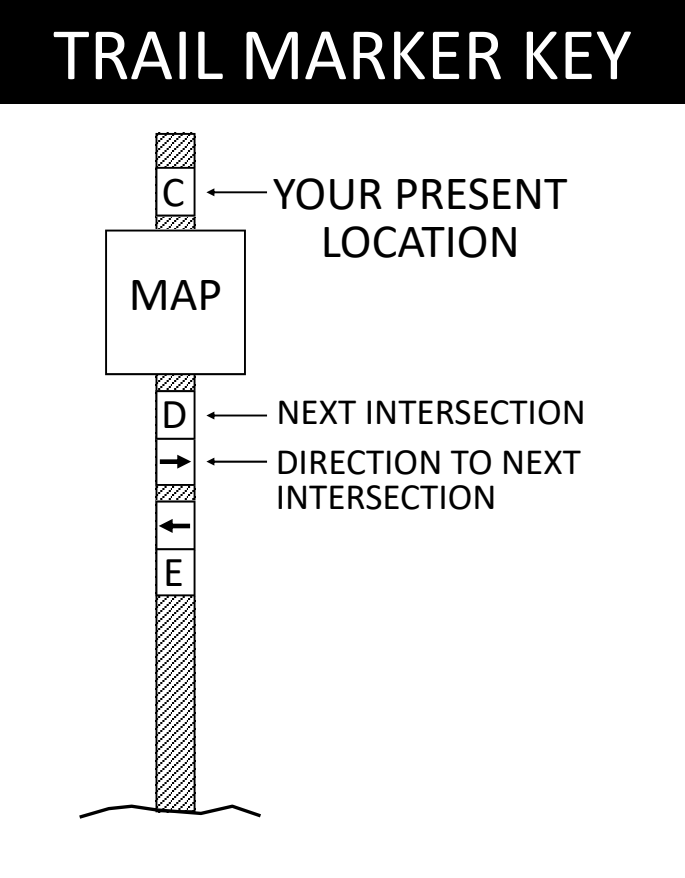 TRAIL MARKER KEY
C
YOUR PRESENT
LOCATION
MAP
D
NEXT INTERSECTION
DIRECTION TO NEXT
INTERSECTION
E